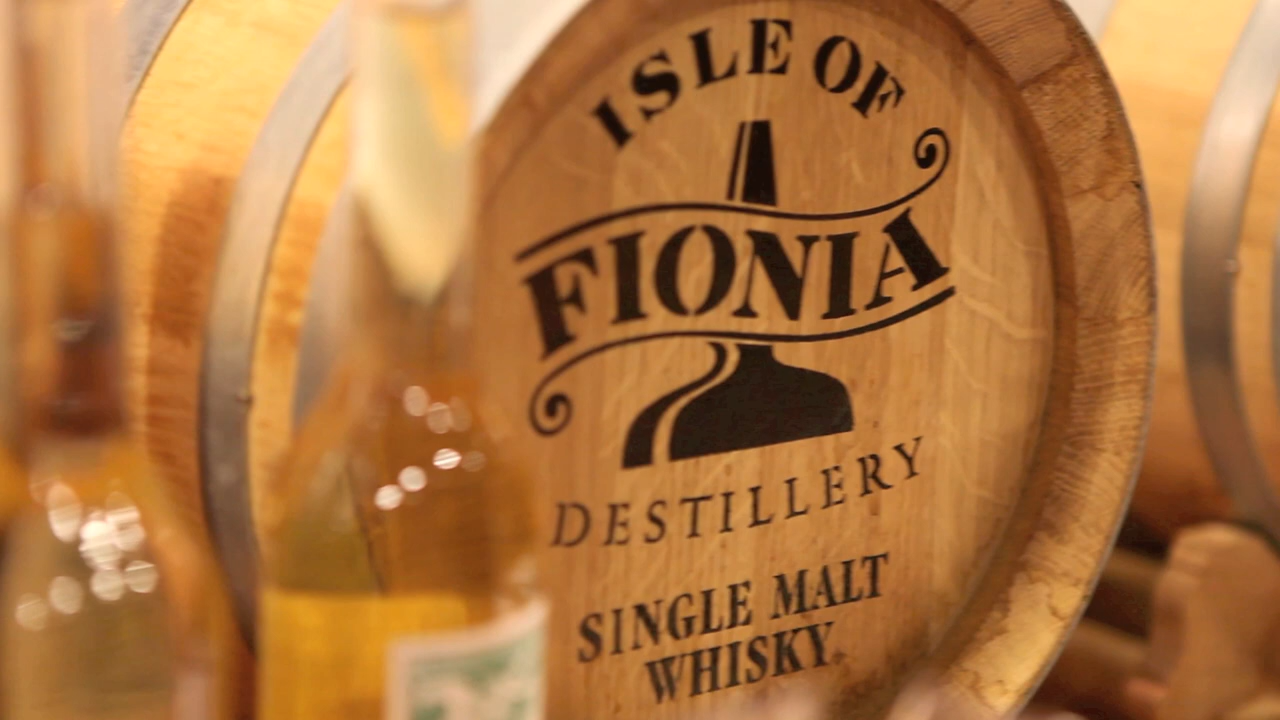 ISLE OF
FIONIA
DESTILLERY
SINGLE MALT
WHISKY